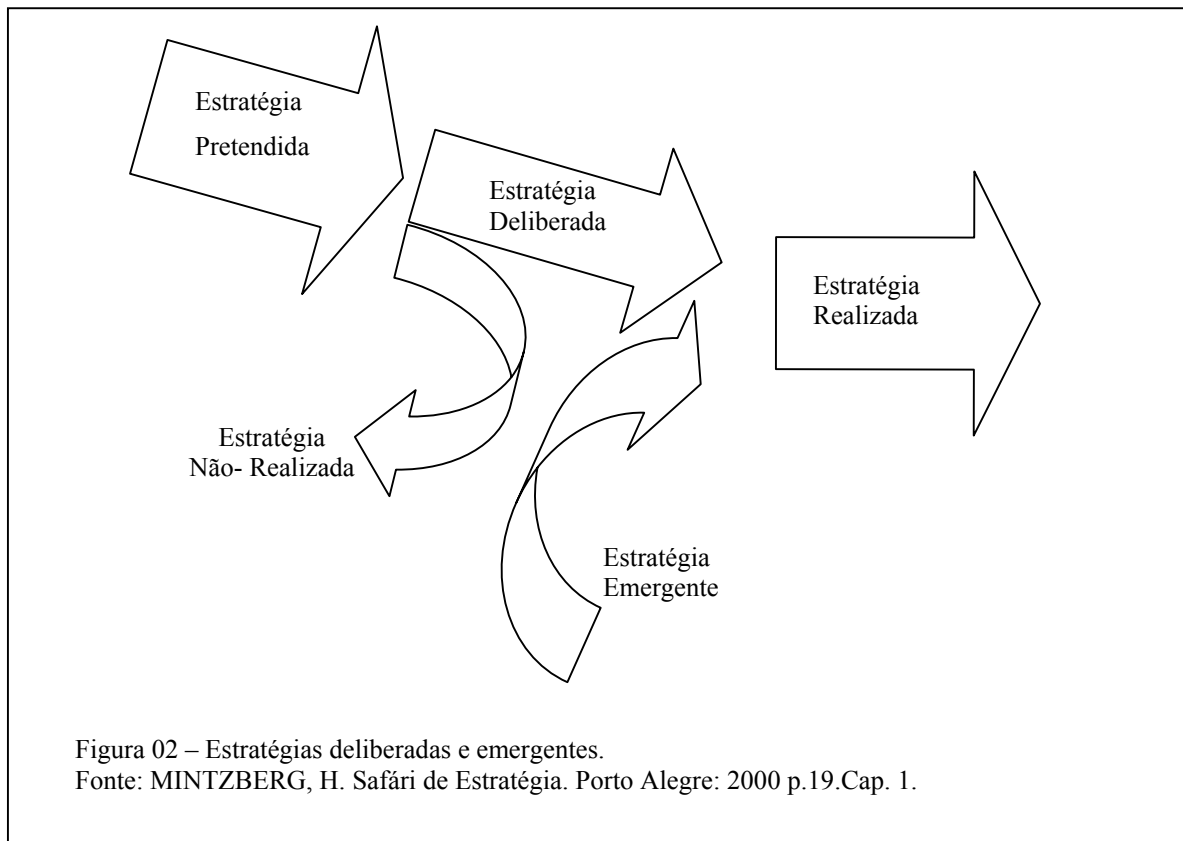 Estratégia
Pretendida
Estratégia
Deliberada
Estratégia
Realizada
Estratégia
Não- Realizada
Estratégia
Emergente
Figura 02 – Estratégias deliberadas e emergentes.
Fonte: MINTZBERG, H. Safári de Estratégia. Porto Alegre: 2000 p.19.Cap. 1.